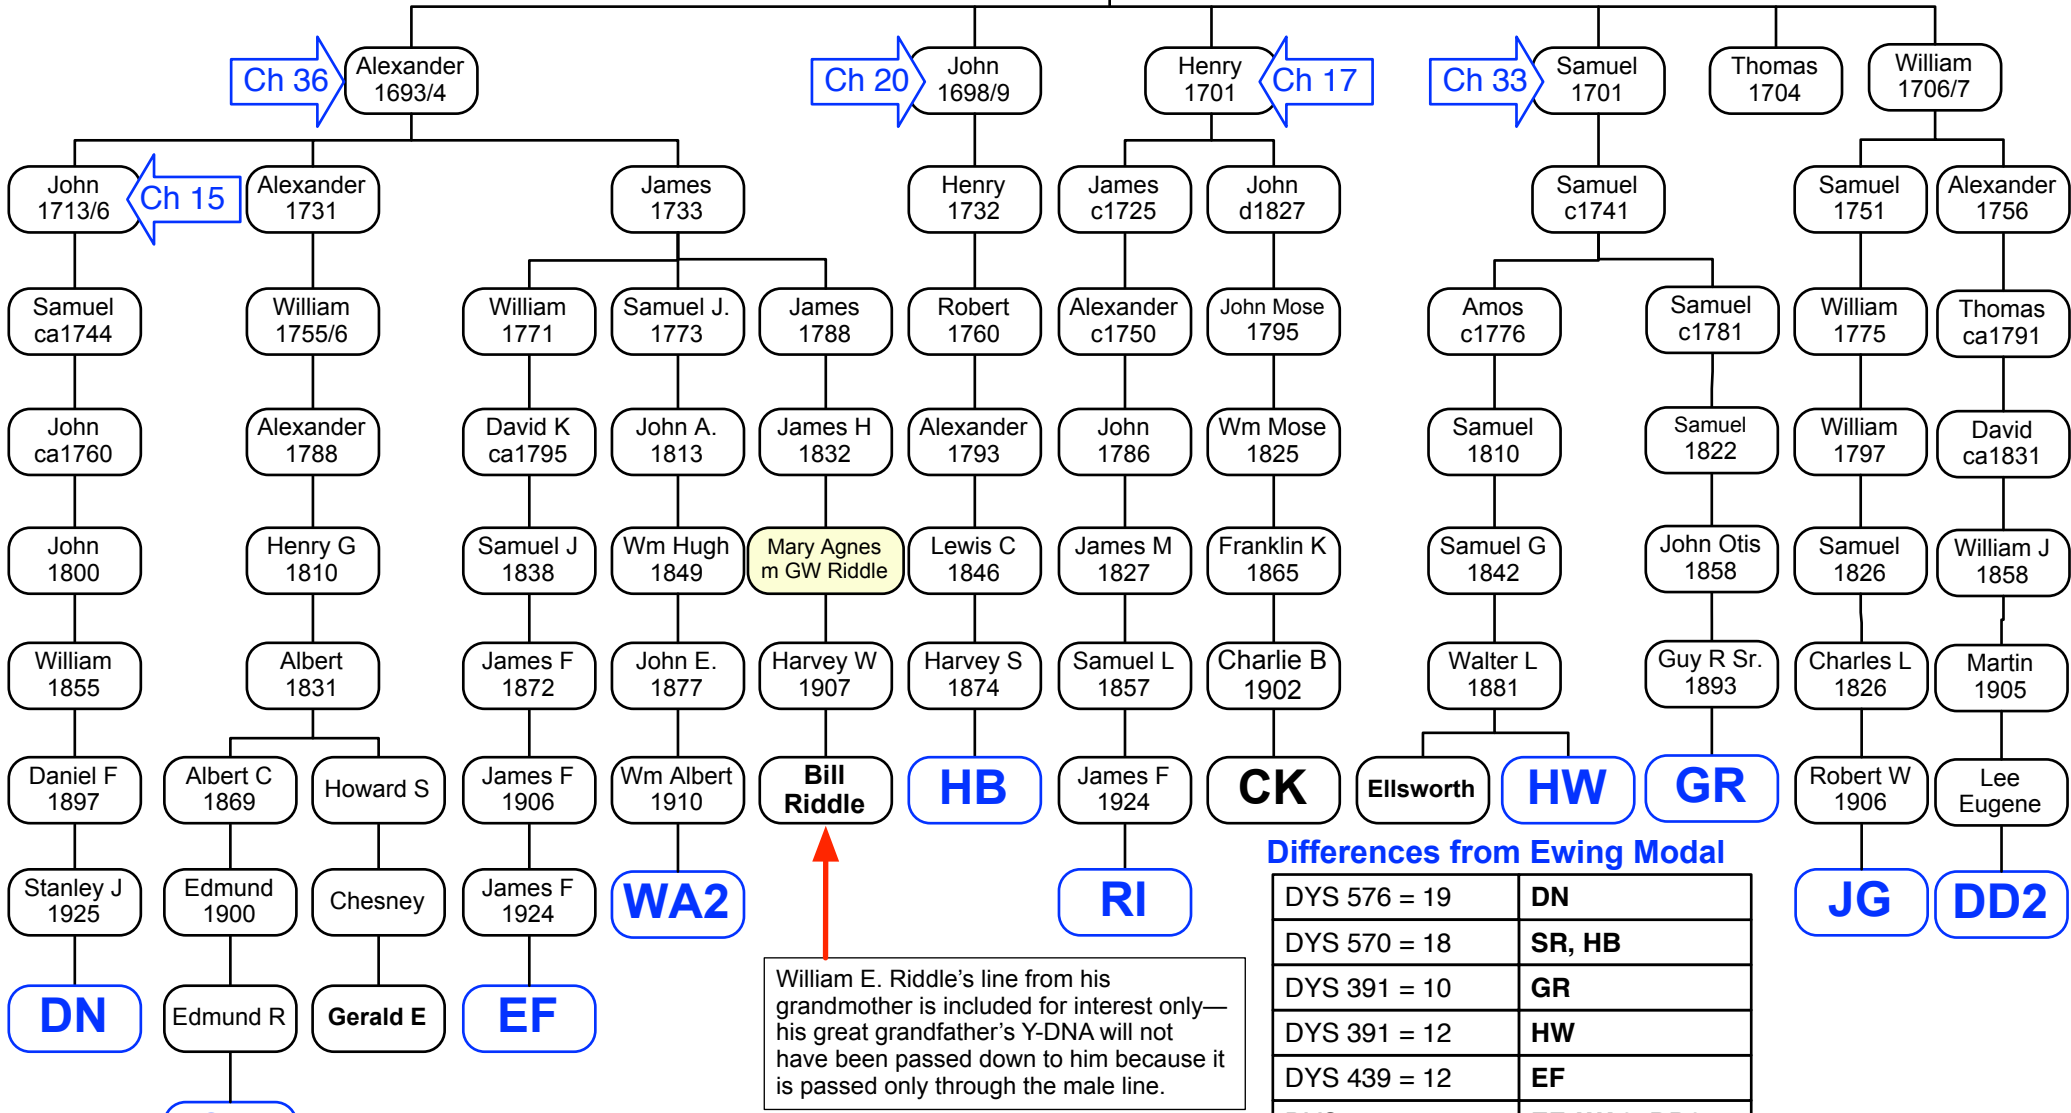 Ch 36
Alexander
1693/4
Ch 20
John
1698/9
Henry
1701
Ch 17
Ch 33
Samuel
1701
Thomas
1704
William
1706/7
John
1713/6
Ch 15
Alexander
1731
James
1733
Henry
1732
James
c1725
John
d1827
Samuel
c1741
Samuel
1751
Alexander
1756
Samuel
ca1744
William
1755/6
William
1771
Samuel J.
1773
James
1788
Robert
1760
Alexander
c1750
John Mose
1795
Amos
c1776
Samuel
c1781
William
1775
Thomas
ca1791
John
ca1760
Alexander
1788
David K
ca1795
John A.
1813
James H
1832
Alexander
1793
John
1786
Wm Mose
1825
Samuel
1810
Samuel
1822
William
1797
David
ca1831
John
1800
Henry G
1810
Samuel J
1838
Wm Hugh
1849
Mary Agnes
m GW Riddle
Lewis C
1846
James M
1827
Franklin K
1865
Samuel G
1842
John Otis
1858
Samuel
1826
William J
1858
William
1855
Albert
1831
James F
1872
John E.
1877
Harvey W
1907
Harvey S
1874
Samuel L
1857
Charlie B
1902
Walter L
1881
Guy R Sr.
1893
Charles L
1826
Martin
1905
Daniel F
1897
Albert C
1869
Howard S
James F
1906
Wm Albert
1910
Bill
Riddle
HB
James F
1924
CK
Ellsworth
HW
GR
Robert W
1906
Lee
Eugene
Stanley J
1925
Edmund
1900
Chesney
James F
1924
WA2
RI
JG
DD2
DN
Edmund R
Gerald E
EF
William E. Riddle's line from his
grandmother is included for interest only—
his great grandfather's Y-DNA will not
have been passed down to him because it
is passed only through the male line.
Differences from Ewing Modal
DYS 576 = 19 DN
DYS 570 = 18 SR, HB
DYS 391 = 10 GR
DYS 391 = 12 HW
DYS 439 = 12 EF